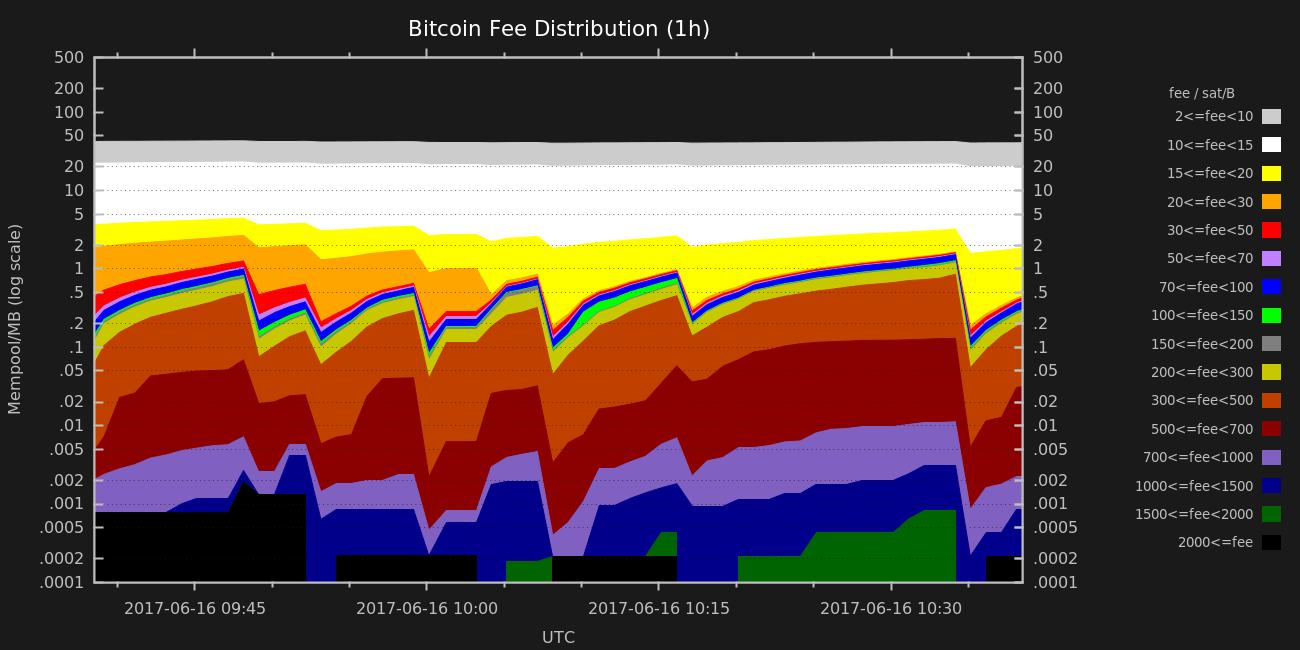 Bitcoin Fee Distribution (1h)
Mempool/MB (log scale)
500
200
100
50
20
10
5
2
1
.5
.2
.1
.05
.02
.01
.005
.002
.001
.0005
.0002
.0001
500
200
100
50
20
10
5
2
1
.5
.2
.1
.05
.02
.01
.005
.002
.001
.0005
.0002
.0001
2017-06-16 09:45
2017-06-16 10:00
2017-06-16 10:15
2017-06-16 10:30
UTC
fee / sat/B
2<=fee<10
10<=fee<15
15<=fee<20
20<=fee<30
30<=fee<50
50<=fee<70
70<=fee<100
100<=fee<150
150<=fee<200
200<=fee<300
300<=fee<500
500<=fee<700
700<=fee<1000
1000<=fee<1500
1500<=fee<2000
2000<=fee